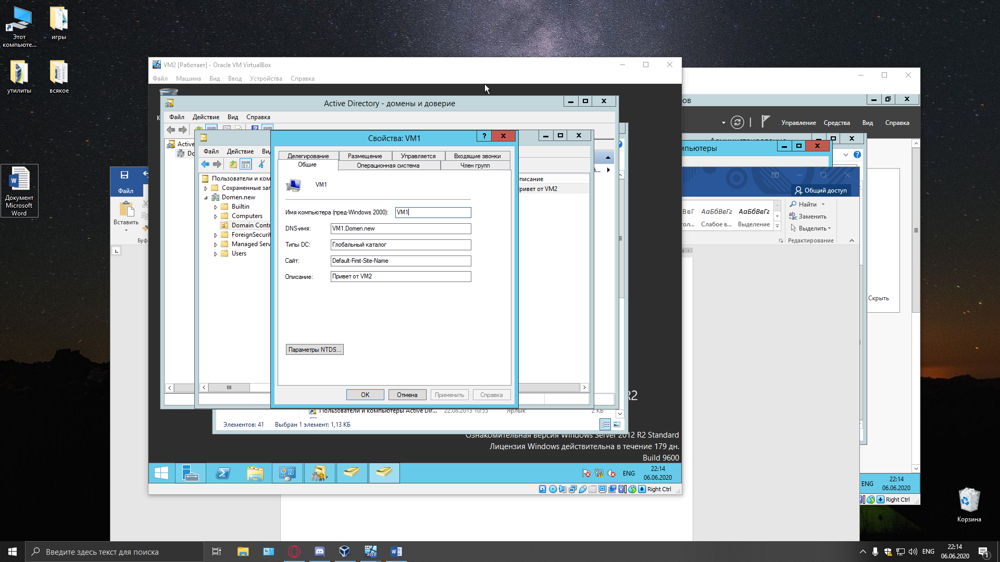 Этот
компьюте...
игры
утилиты
всякое
Документ
Microsoft
Word
VM2 [Работает] - Oracle VM VirtualBox
Файл Машина Вид Ввод Устройства Справка
Active Directory - домены и доверие
Файл Действие Вид Справка
Active
Do
Файл Действие Ви
Пользователи и ком
Сохраненные зап
Domen.new
Builtin
Computers
Domain Contr
ForeignSecurit
Managed Serv
Users
Свойства: VM1
Делегирование Размещение Управляется Входящие звонки
Общие Операционная система Член групп
VM1
Имя компьютера (пред-Windows 2000): VM1
DNS-имя: VM1.Domen.new
Типы DC: Глобальный каталог
Сайт: Default-First-Site-Name
Описание: Привет от VM2
Параметры NTDS...
OK Отмена Применить Справка
писание
ривет от VM2
Пользователи и компьютеры Active Dir... 22.08.2013 10:55 Ярлык 2 КБ
Элементов: 41 Выбран 1 элемент: 1,13 КБ
R2
Ознакомительная версия Windows Server 2012 R2 Standard
Лицензия Windows действительна в течение 179 дн.
Build 9600
ENG
22:14
06.06.2020
Right Ctrl
ов
Управление Средства Вид Справка
Администрирование
мпьютеры
Общий доступ
Файл
Вставить
Буф
ВвГ АаБбВвГг АаБбВвГг
гол... Слабое в... Выделение
Найти
Заменить
Выделить
Редактирование
Скрыть
ENG
22:14
06.06.2020
Right Ctrl
Корзина
Введите здесь текст для поиска
2012
ENG
22:14
06.06.2020
1